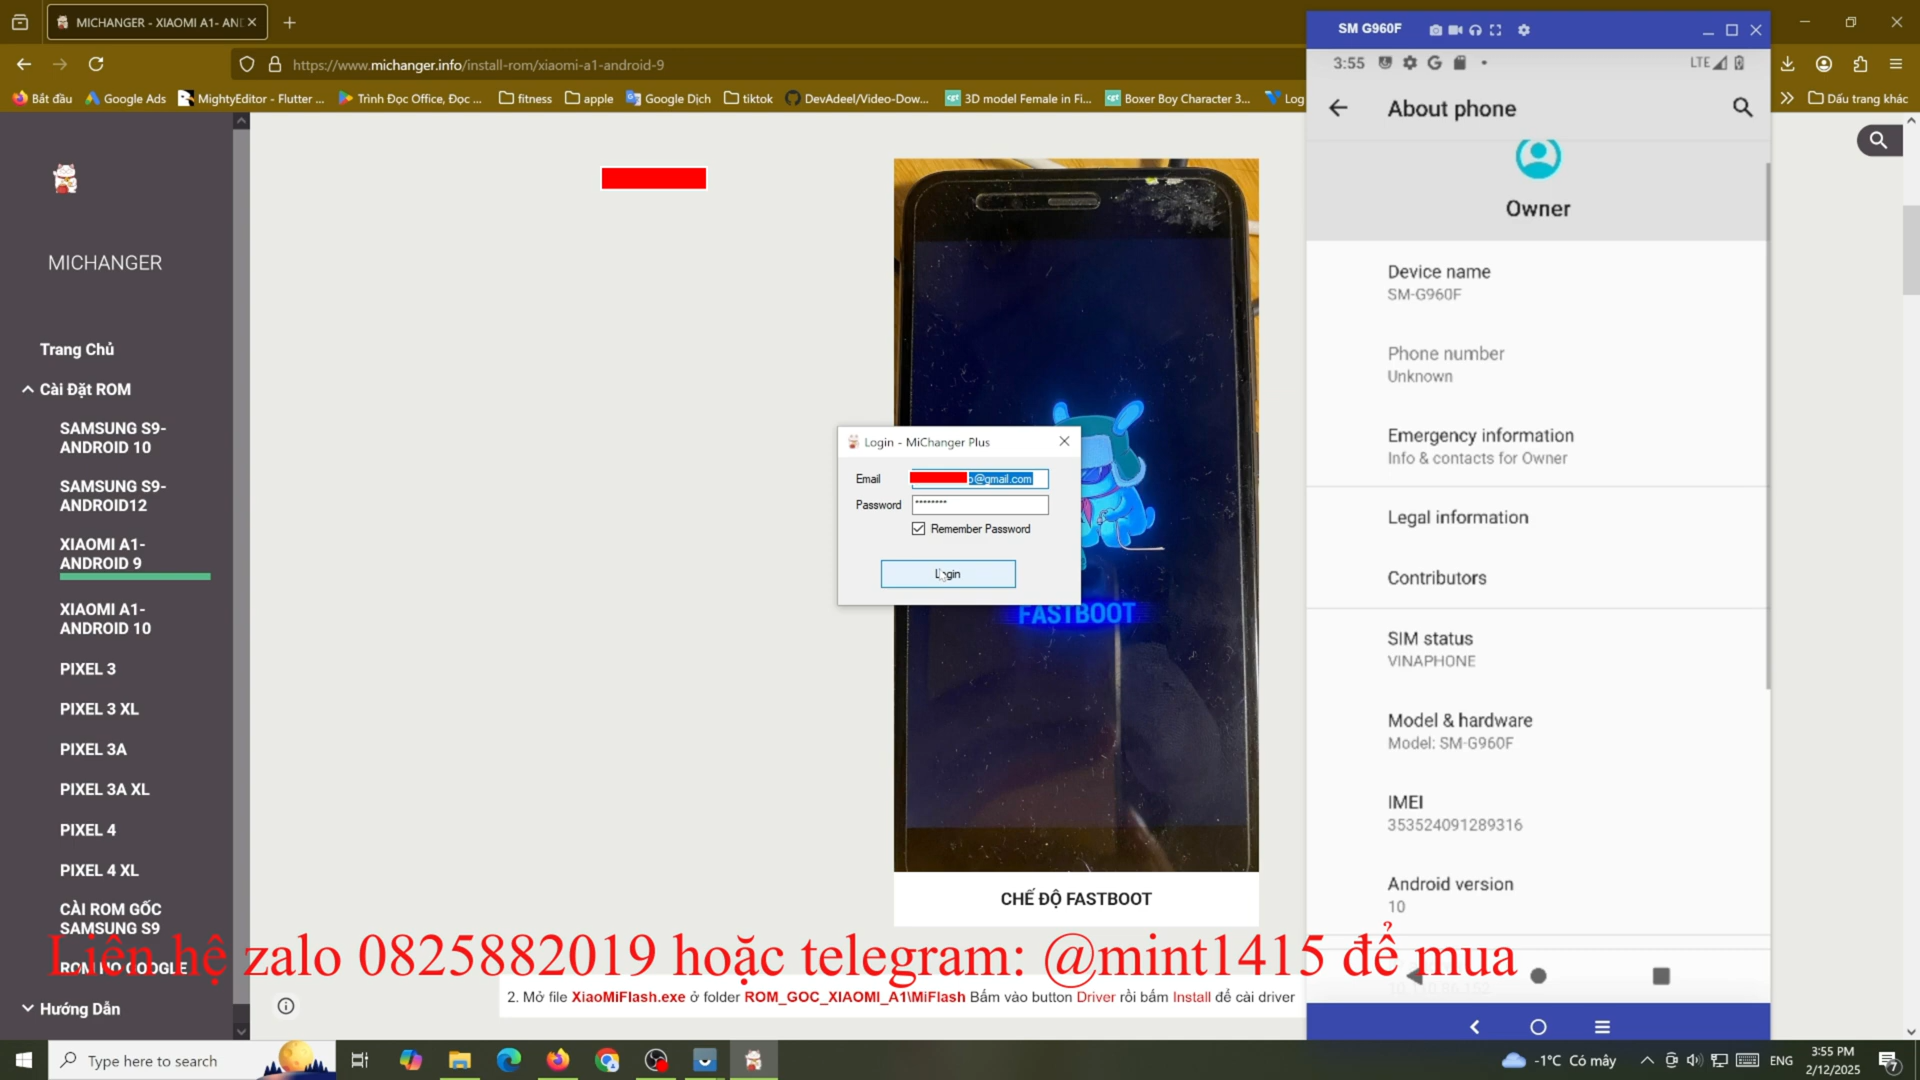 MICHANGER - XIAOMI A1- AND
https://www.michanger.info/install-rom/xiaomi-a1-android-9
Bắt đầu
Google Ads
MightyEditor - Flutter ...
Trình Đọc Office, Đọc ...
fitness
apple
Google Dịch
tiktok
DevAdeel/Video-Dow...
3D model Female in Fi...
Boxer Boy Character 3...
Log
Dấu trang khác
MICHANGER
Trang Chủ
Cài Đặt ROM
SAMSUNG S9-
ANDROID 10
SAMSUNG S9-
ANDROID12
XIAOMI A1-
ANDROID 9
XIAOMI A1-
ANDROID 10
PIXEL 3
PIXEL 3 XL
PIXEL 3A
PIXEL 3A XL
PIXEL 4
PIXEL 4 XL
CÀI ROM GỐC
SAMSUNG S9
ROM NO GOOGLE
Hướng Dẫn
Login - MiChanger Plus
Email
@gmail.com
Password ********
Remember Password
Login
FASTBOOT
CHẾ ĐỘ FASTBOOT
Liên hệ zalo 0825882019 hoặc telegram: @mint1415 để mua
2. Mở file XiaoMiFlash.exe ở folder ROM_GOC_XIAOMI_A1\MiFlash Bấm vào button Driver rồi bấm Install để cài driver
SM G960F
3:55
LTE
About phone
Owner
Device name
SM-G960F
Phone number
Unknown
Emergency information
Info & contacts for Owner
Legal information
Contributors
SIM status
VINAPHONE
Model & hardware
Model: SM-G960F
IMEI
353524091289316
Android version
10
Type here to search
-1°C Có mây
ENG
3:55 PM
2/12/2025
7